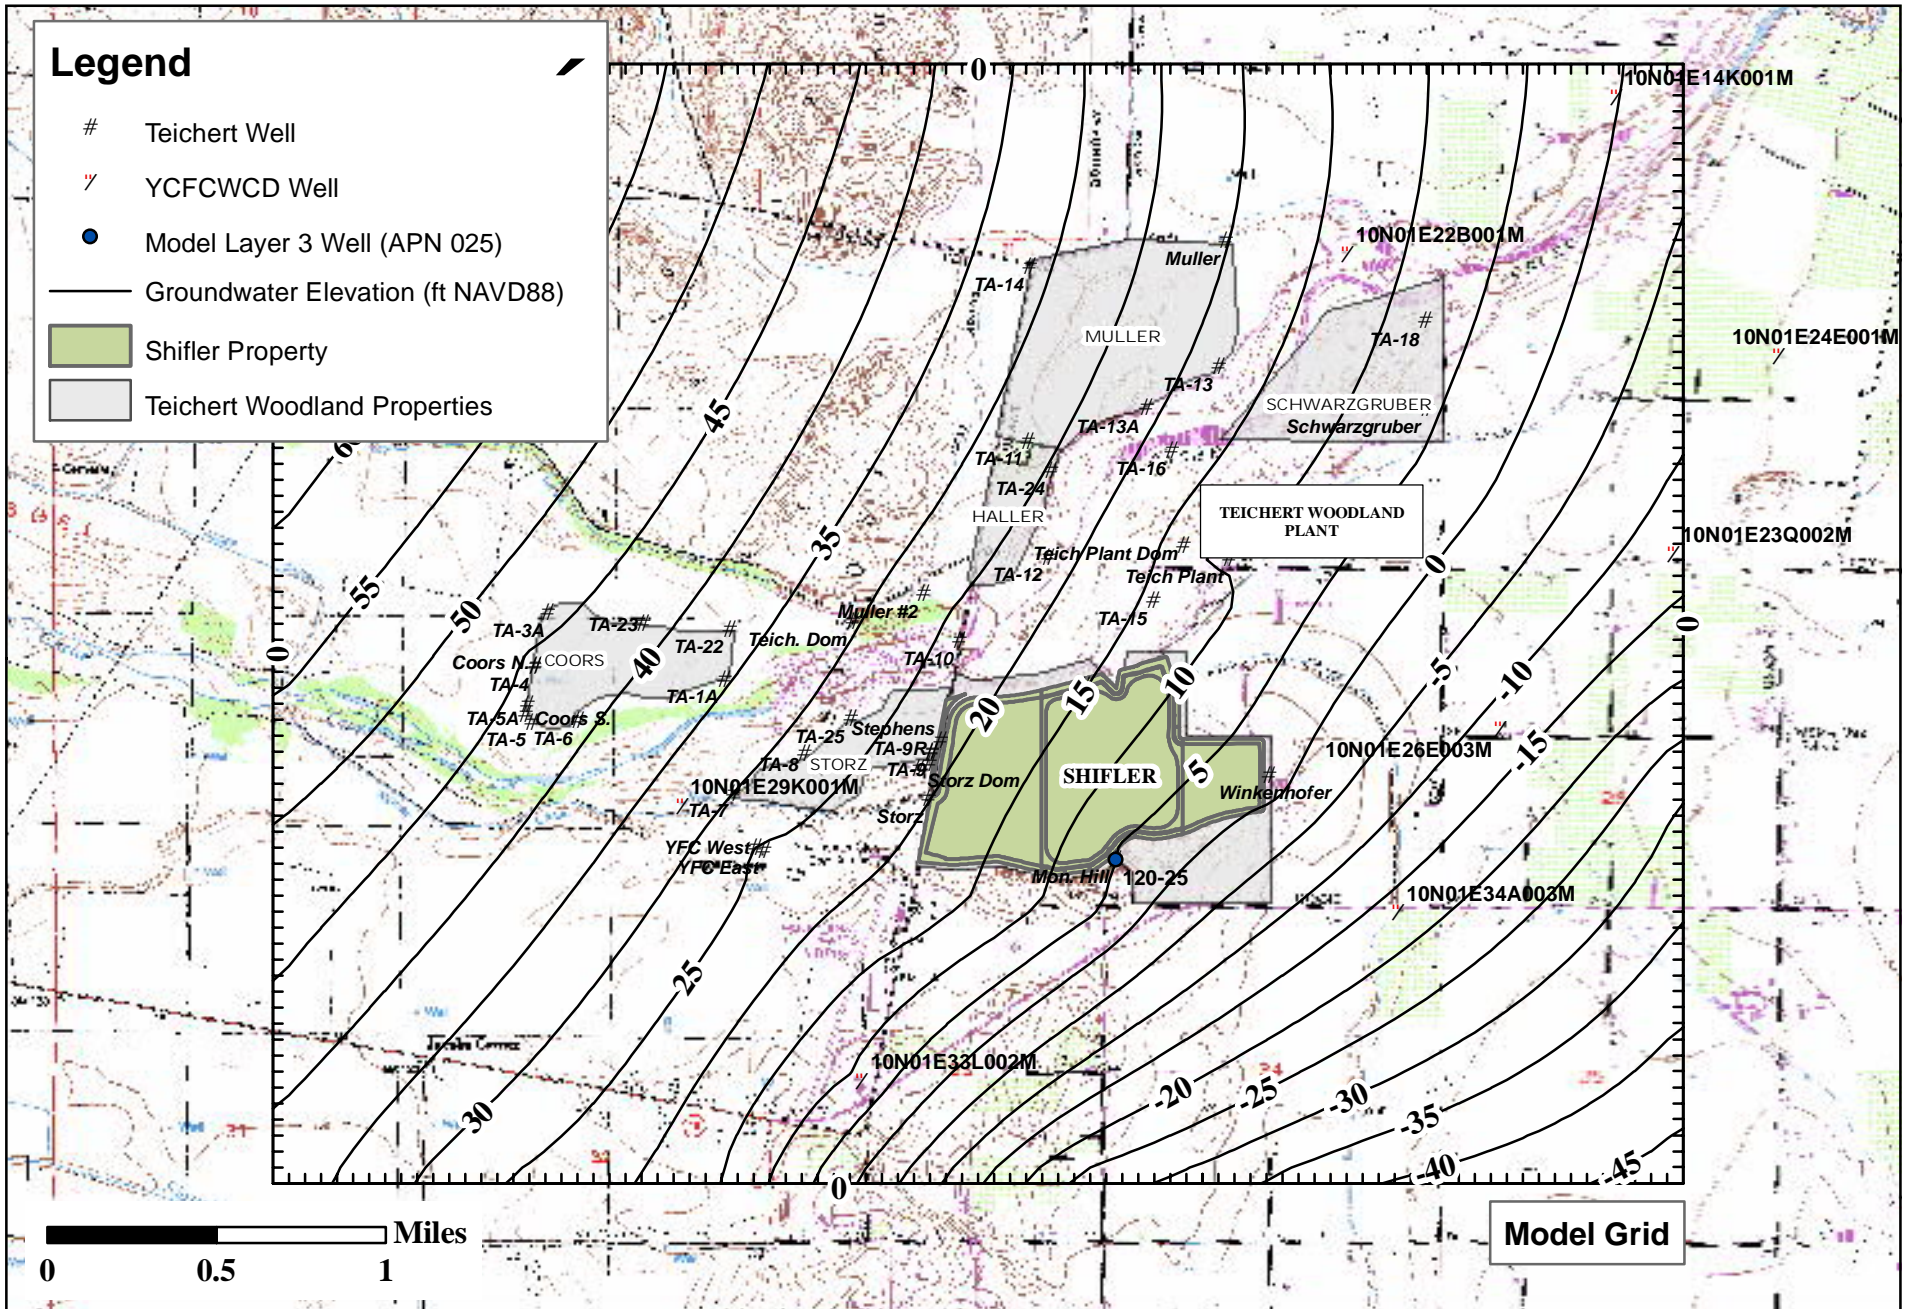 Legend
# Teichert Well
YCFCWCD Well
Model Layer 3 Well (APN 025)
Groundwater Elevation (ft NAVD88)
Shifler Property
Teichert Woodland Properties
0
10N01E14K001M
10N01E22B001M
Muller
TA-14
MULLER
TA-18
10N01E24E001M
TA-13
SCHWARZGRUBER
Schwarzgruber
45
TA-13A
TA-11
TA-16
TA-24
HALLER
TEICHERT WOODLAND
PLANT
10N01E23Q002M
35
Teich Plant Dom
0
TA-12
Teich Plant
55
50
Muller #2
TA-15
TA-3A
TA-23
TA-22
Teich. Dom
0
0
Coors N.
COORS
40
TA-10
-5
-10
TA-4
TA-1A
20
15
10
TA-5A
Coors S.
TA-5
TA-6
TA-25
Stephens
TA-9R
10N01E26E003M
-15
TA-8
STORZ
TA-9
Storz Dom
SHIFLER
5
10N01E29K001M
Winkenhofer
TA-7
Storz
YFC West
YFC East
Mon. Hill
120-25
10N01E34A003M
25
10N01E33L002M
34
30
-20
-25
-30
-35
-40
-45
0
Miles
0
0.5
1
Model Grid